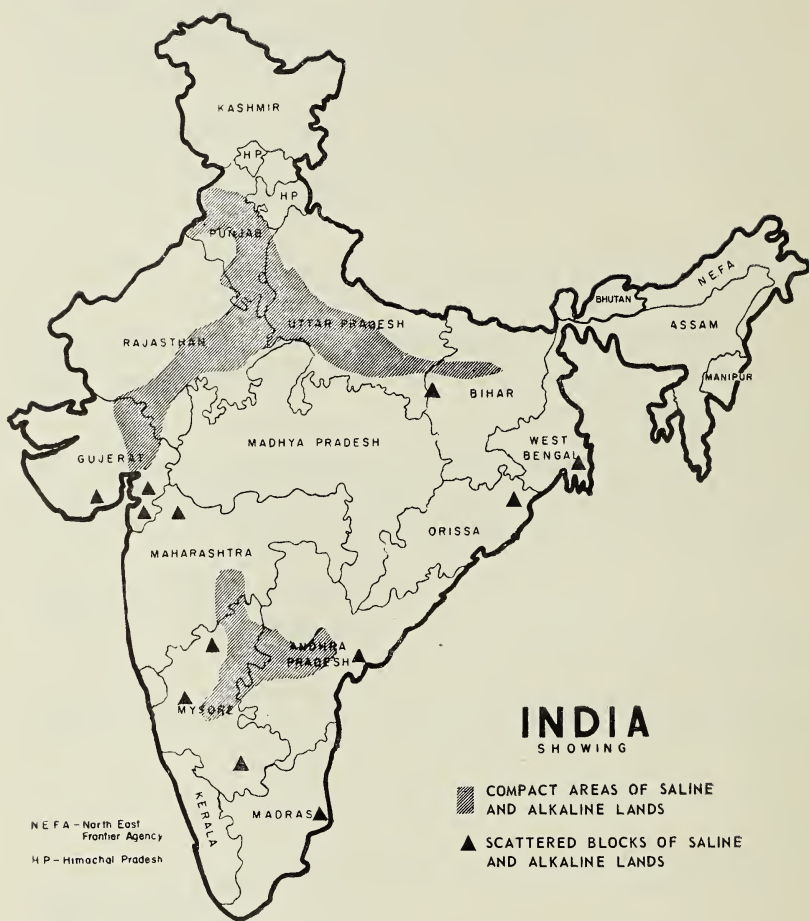 KASHMIR
HP
HP
PUNJAB
NEFA
BHUTAN
UTTAR PRADESH
ASSAM
RAJASTHAN
MANIPUR
BIHAR
MADHYA PRADESH
WEST
BENGAL
GUJERAT
ORISSA
MAHARASHTRA
ANDHRA
PRADESH
MYSORE
KERALA
MADRAS
INDIA
SHOWING
COMPACT AREAS OF SALINE
AND ALKALINE LANDS
SCATTERED BLOCKS OF SALINE
AND ALKALINE LANDS
NEFA - North East
Frontier Agency
HP - Himachal Pradesh